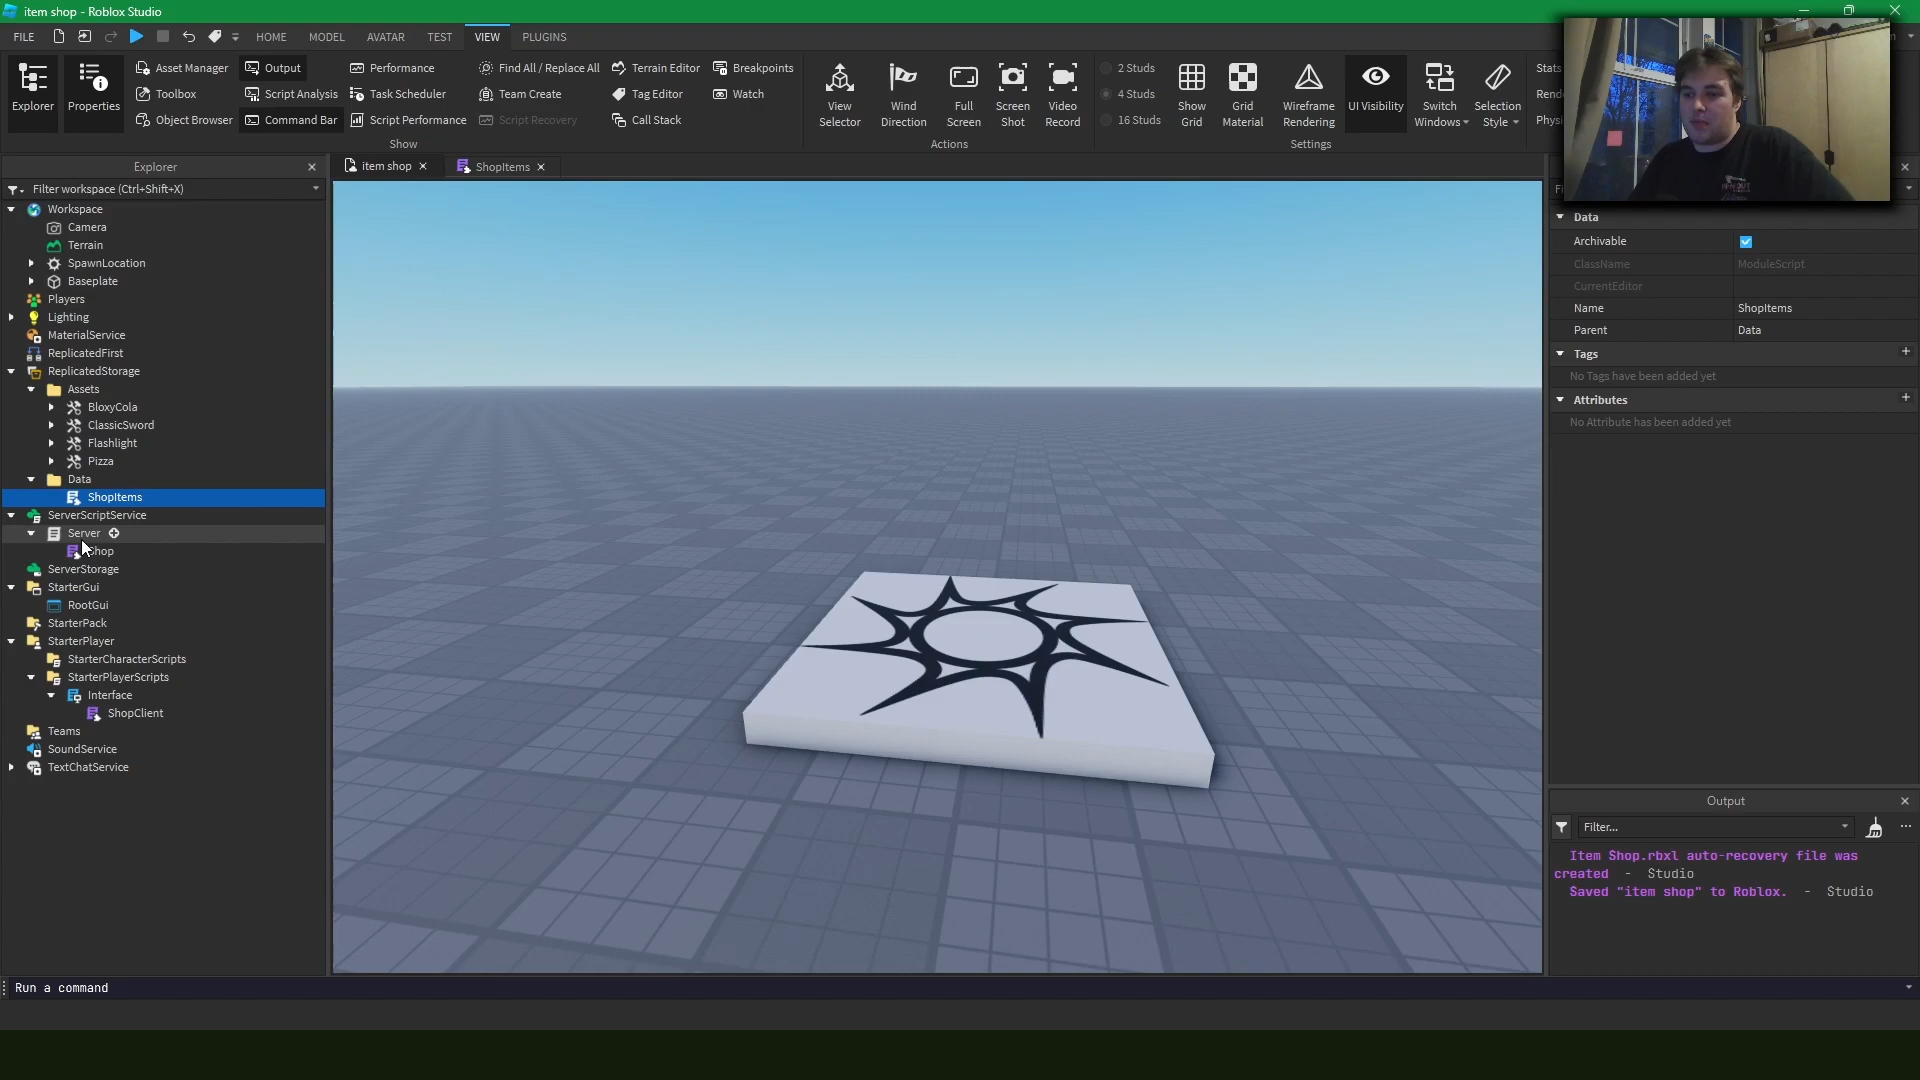 item shop - Roblox Studio
FILE
HOME
MODEL
AVATAR
TEST
VIEW
PLUGINS
Explorer
Properties
Asset Manager
Toolbox
Object Browser
Output
Script Analysis
Command Bar
Performance
Task Scheduler
Script Performance
Find All / Replace All
Team Create
Script Recovery
Terrain Editor
Tag Editor
Call Stack
Breakpoints
Watch
Show
View
Selector
Wind
Direction
Full
Screen
Screen
Shot
Video
Record
Actions
2 Studs
4 Studs
16 Studs
Show
Grid
Grid
Material
Wireframe
Rendering
UI Visibility
Switch
Windows
Selection
Style
Settings
Stats
Explorer
item shop
ShopItems
Filter workspace (Ctrl+Shift+X)
Workspace
Camera
Terrain
SpawnLocation
Baseplate
Players
Lighting
MaterialService
ReplicatedFirst
ReplicatedStorage
Assets
BloxyCola
ClassicSword
Flashlight
Pizza
Data
ShopItems
ServerScriptService
Server
Shop
ServerStorage
StarterGui
RootGui
StarterPack
StarterPlayer
StarterCharacterScripts
StarterPlayerScripts
Interface
ShopClient
Teams
SoundService
TextChatService
Data
Archivable
ClassName ModuleScript
CurrentEditor
Name ShopItems
Parent Data
Tags
No Tags have been added yet
Attributes
No Attribute has been added yet
Output
Filter...
Item Shop.rbxl auto-recovery file was
created - Studio
Saved "item shop" to Roblox. - Studio
Run a command